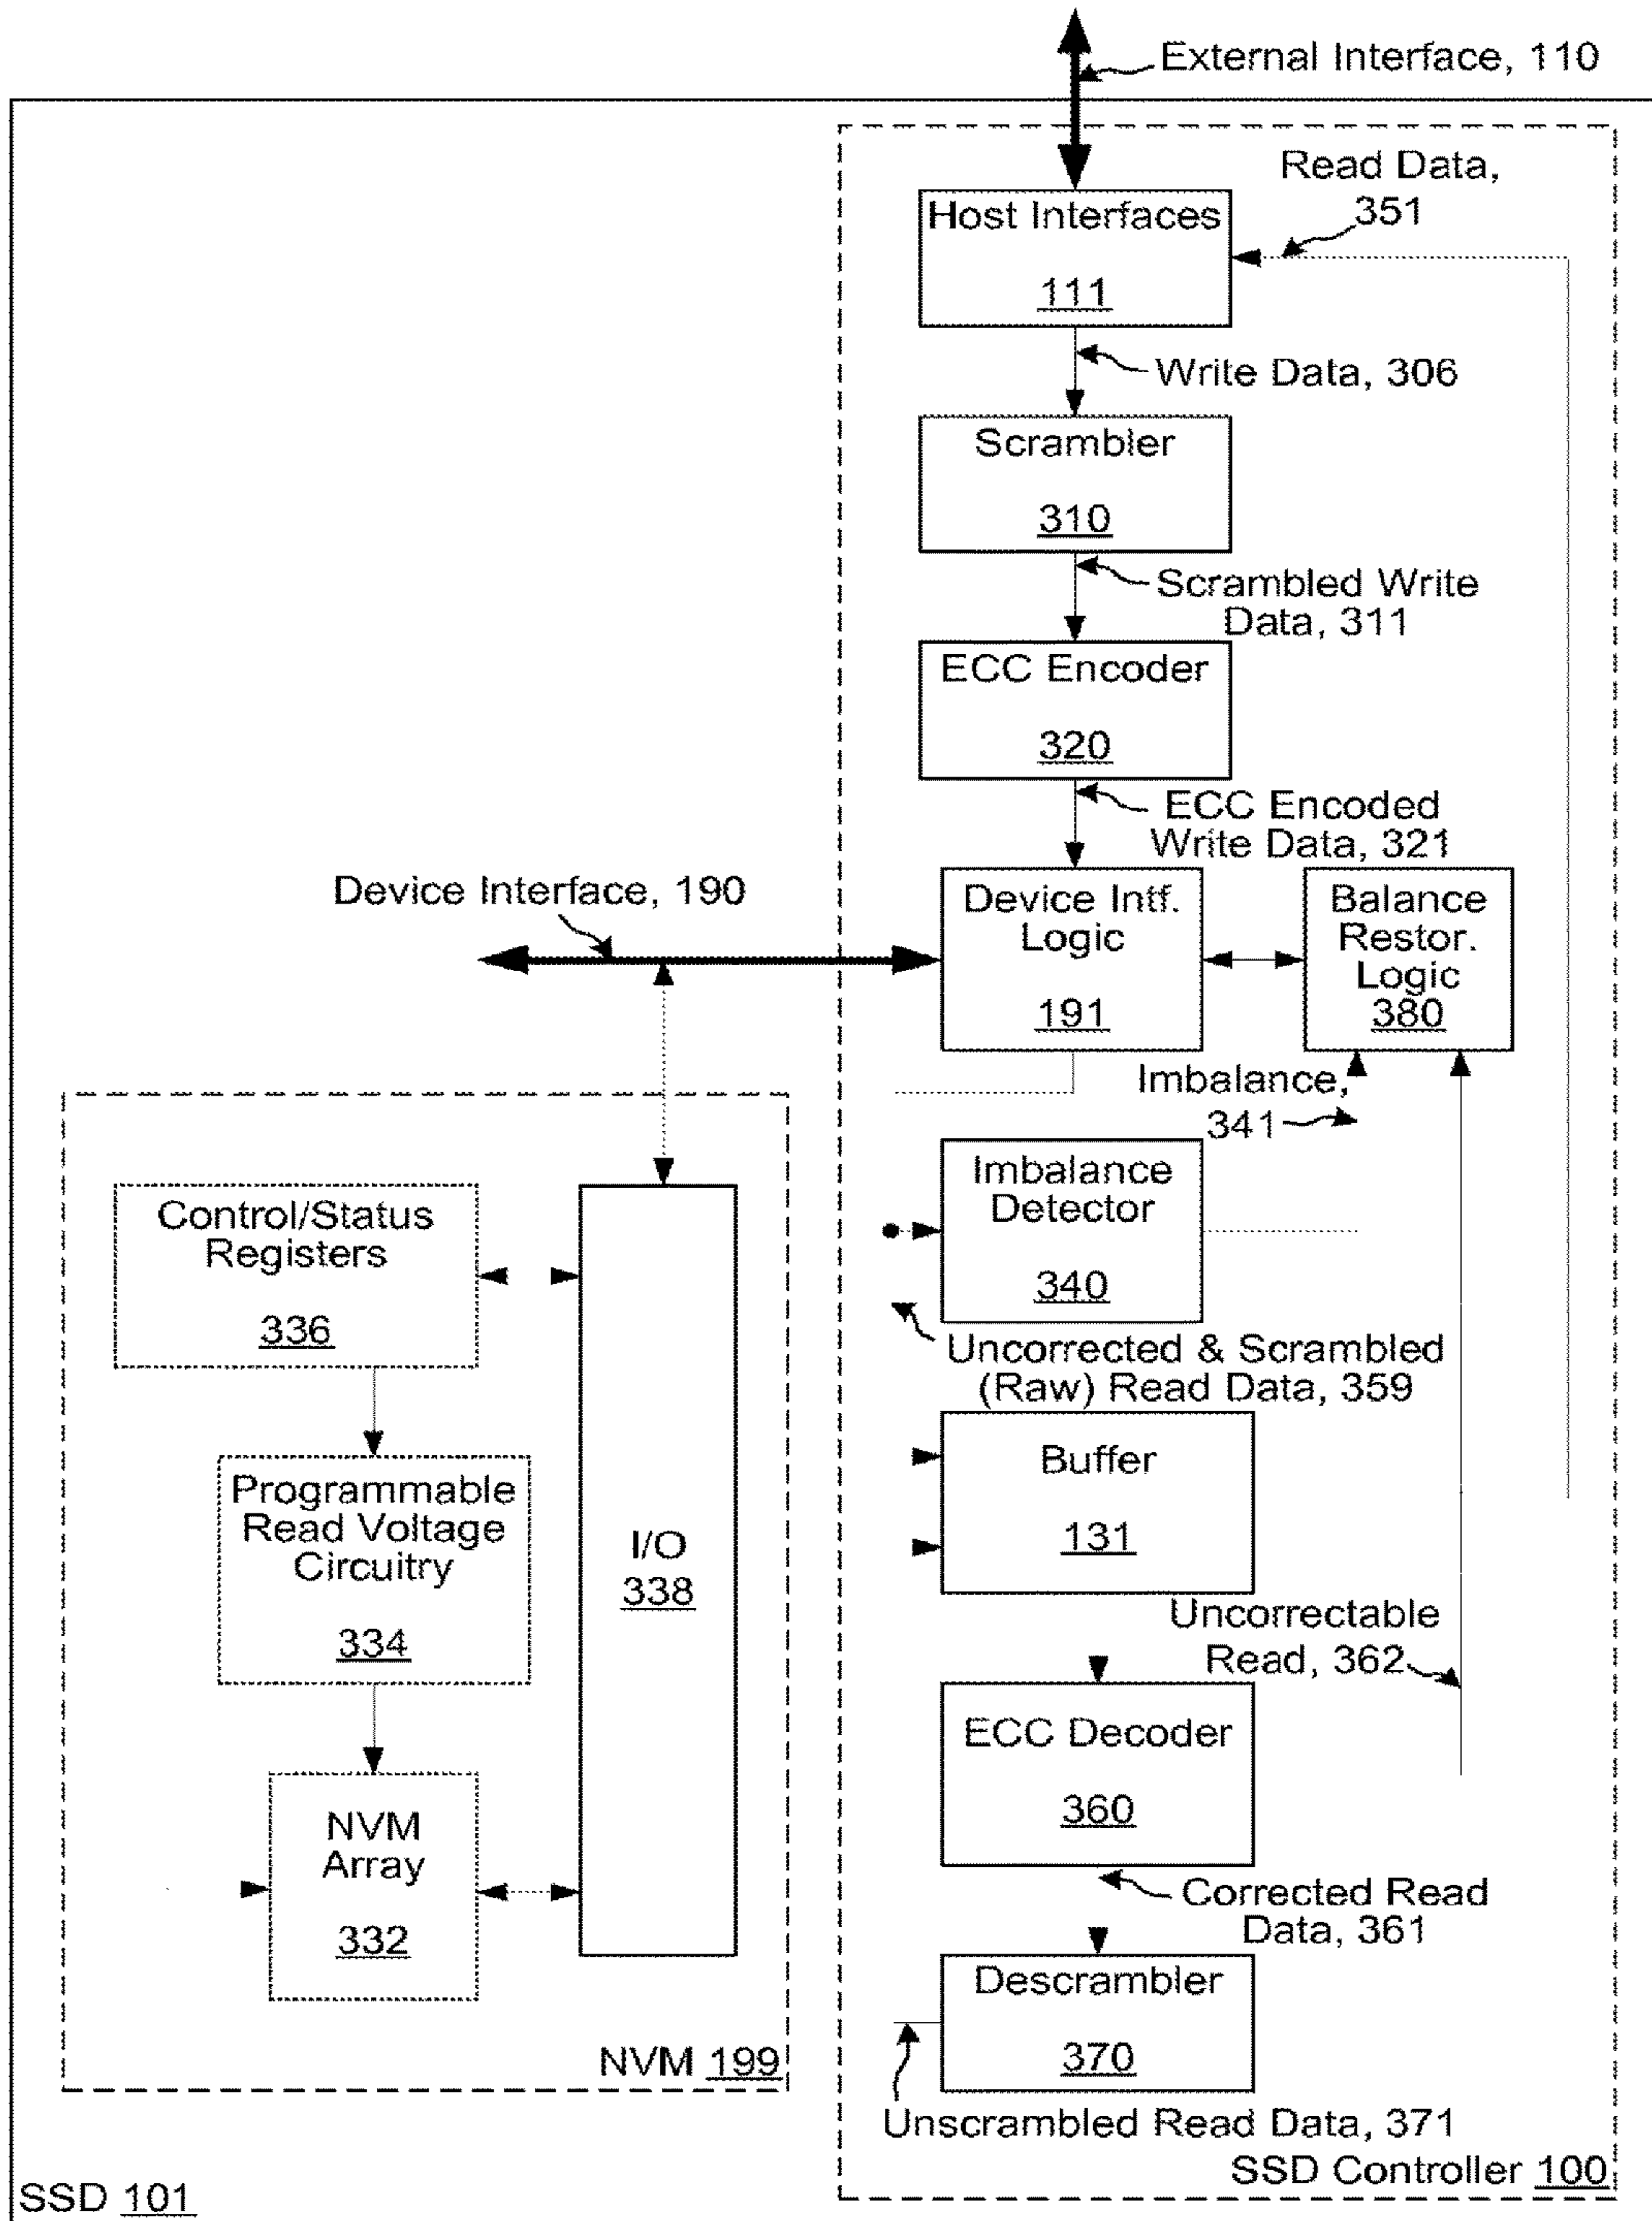 External Interface, 110
Read Data,
351
Host Interfaces
111
Write Data, 306
Scrambler
310
Scrambled Write
Data, 311
ECC Encoder
320
ECC Encoded
Write Data, 321
Device Interface, 190
Device Intf.
Logic
191
Balance
Restor.
Logic
380
Imbalance,
341
Imbalance
Detector
340
Uncorrected & Scrambled
(Raw) Read Data, 359
Control/Status
Registers
336
Programmable
Read Voltage
Circuitry
334
I/O
338
NVM
Array
332
NVM 199
Buffer
131
Uncorrectable
Read, 362
ECC Decoder
360
Corrected Read
Data, 361
Descrambler
370
Unscrambled Read Data, 371
SSD Controller 100
SSD 101